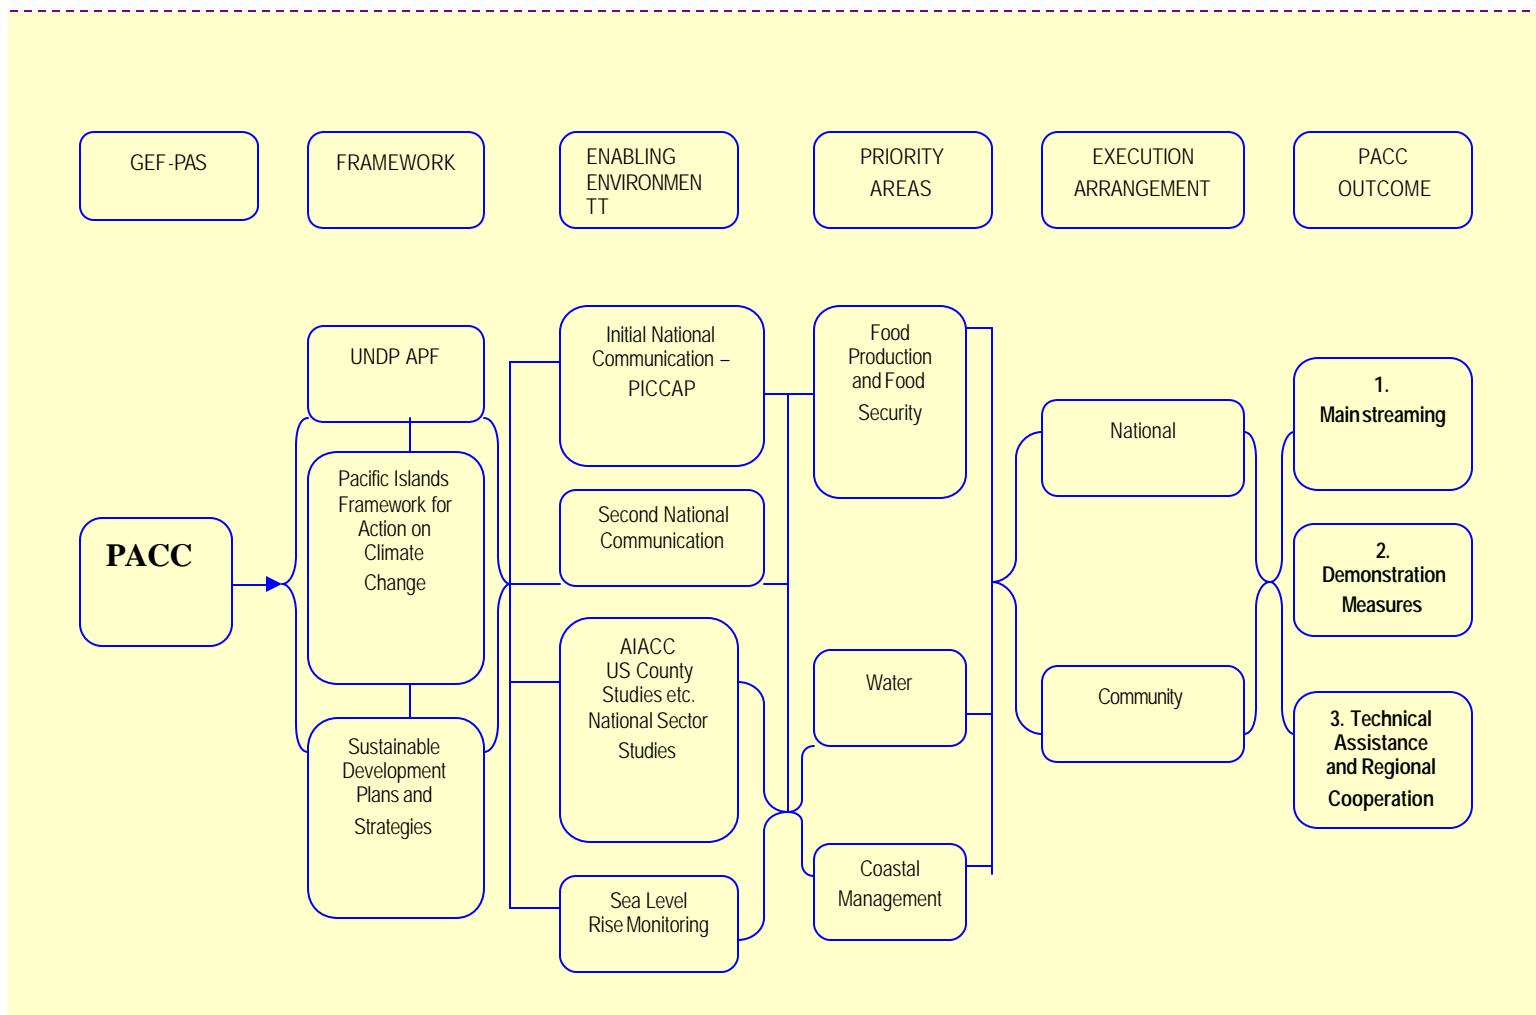 GEF-PAS
FRAMEWORK
ENABLING
ENVIRONMEN
TT
PRIORITY
AREAS
EXECUTION
ARRANGEMENT
PACC
OUTCOME
PACC
UNDP APF
Pacific Islands
Framework for
Action on
Climate
Change
Sustainable
Development
Plans and
Strategies
Initial National
Communication –
PICCAP
Second National
Communication
AIACC
US County
Studies etc.
National Sector
Studies
Sea Level
Rise Monitoring
Food
Production
and Food
Security
Water
Coastal
Management
National
Community
1.
Mainstreaming
2.
Demonstration
Measures
3. Technical
Assistance
and Regional
Cooperation